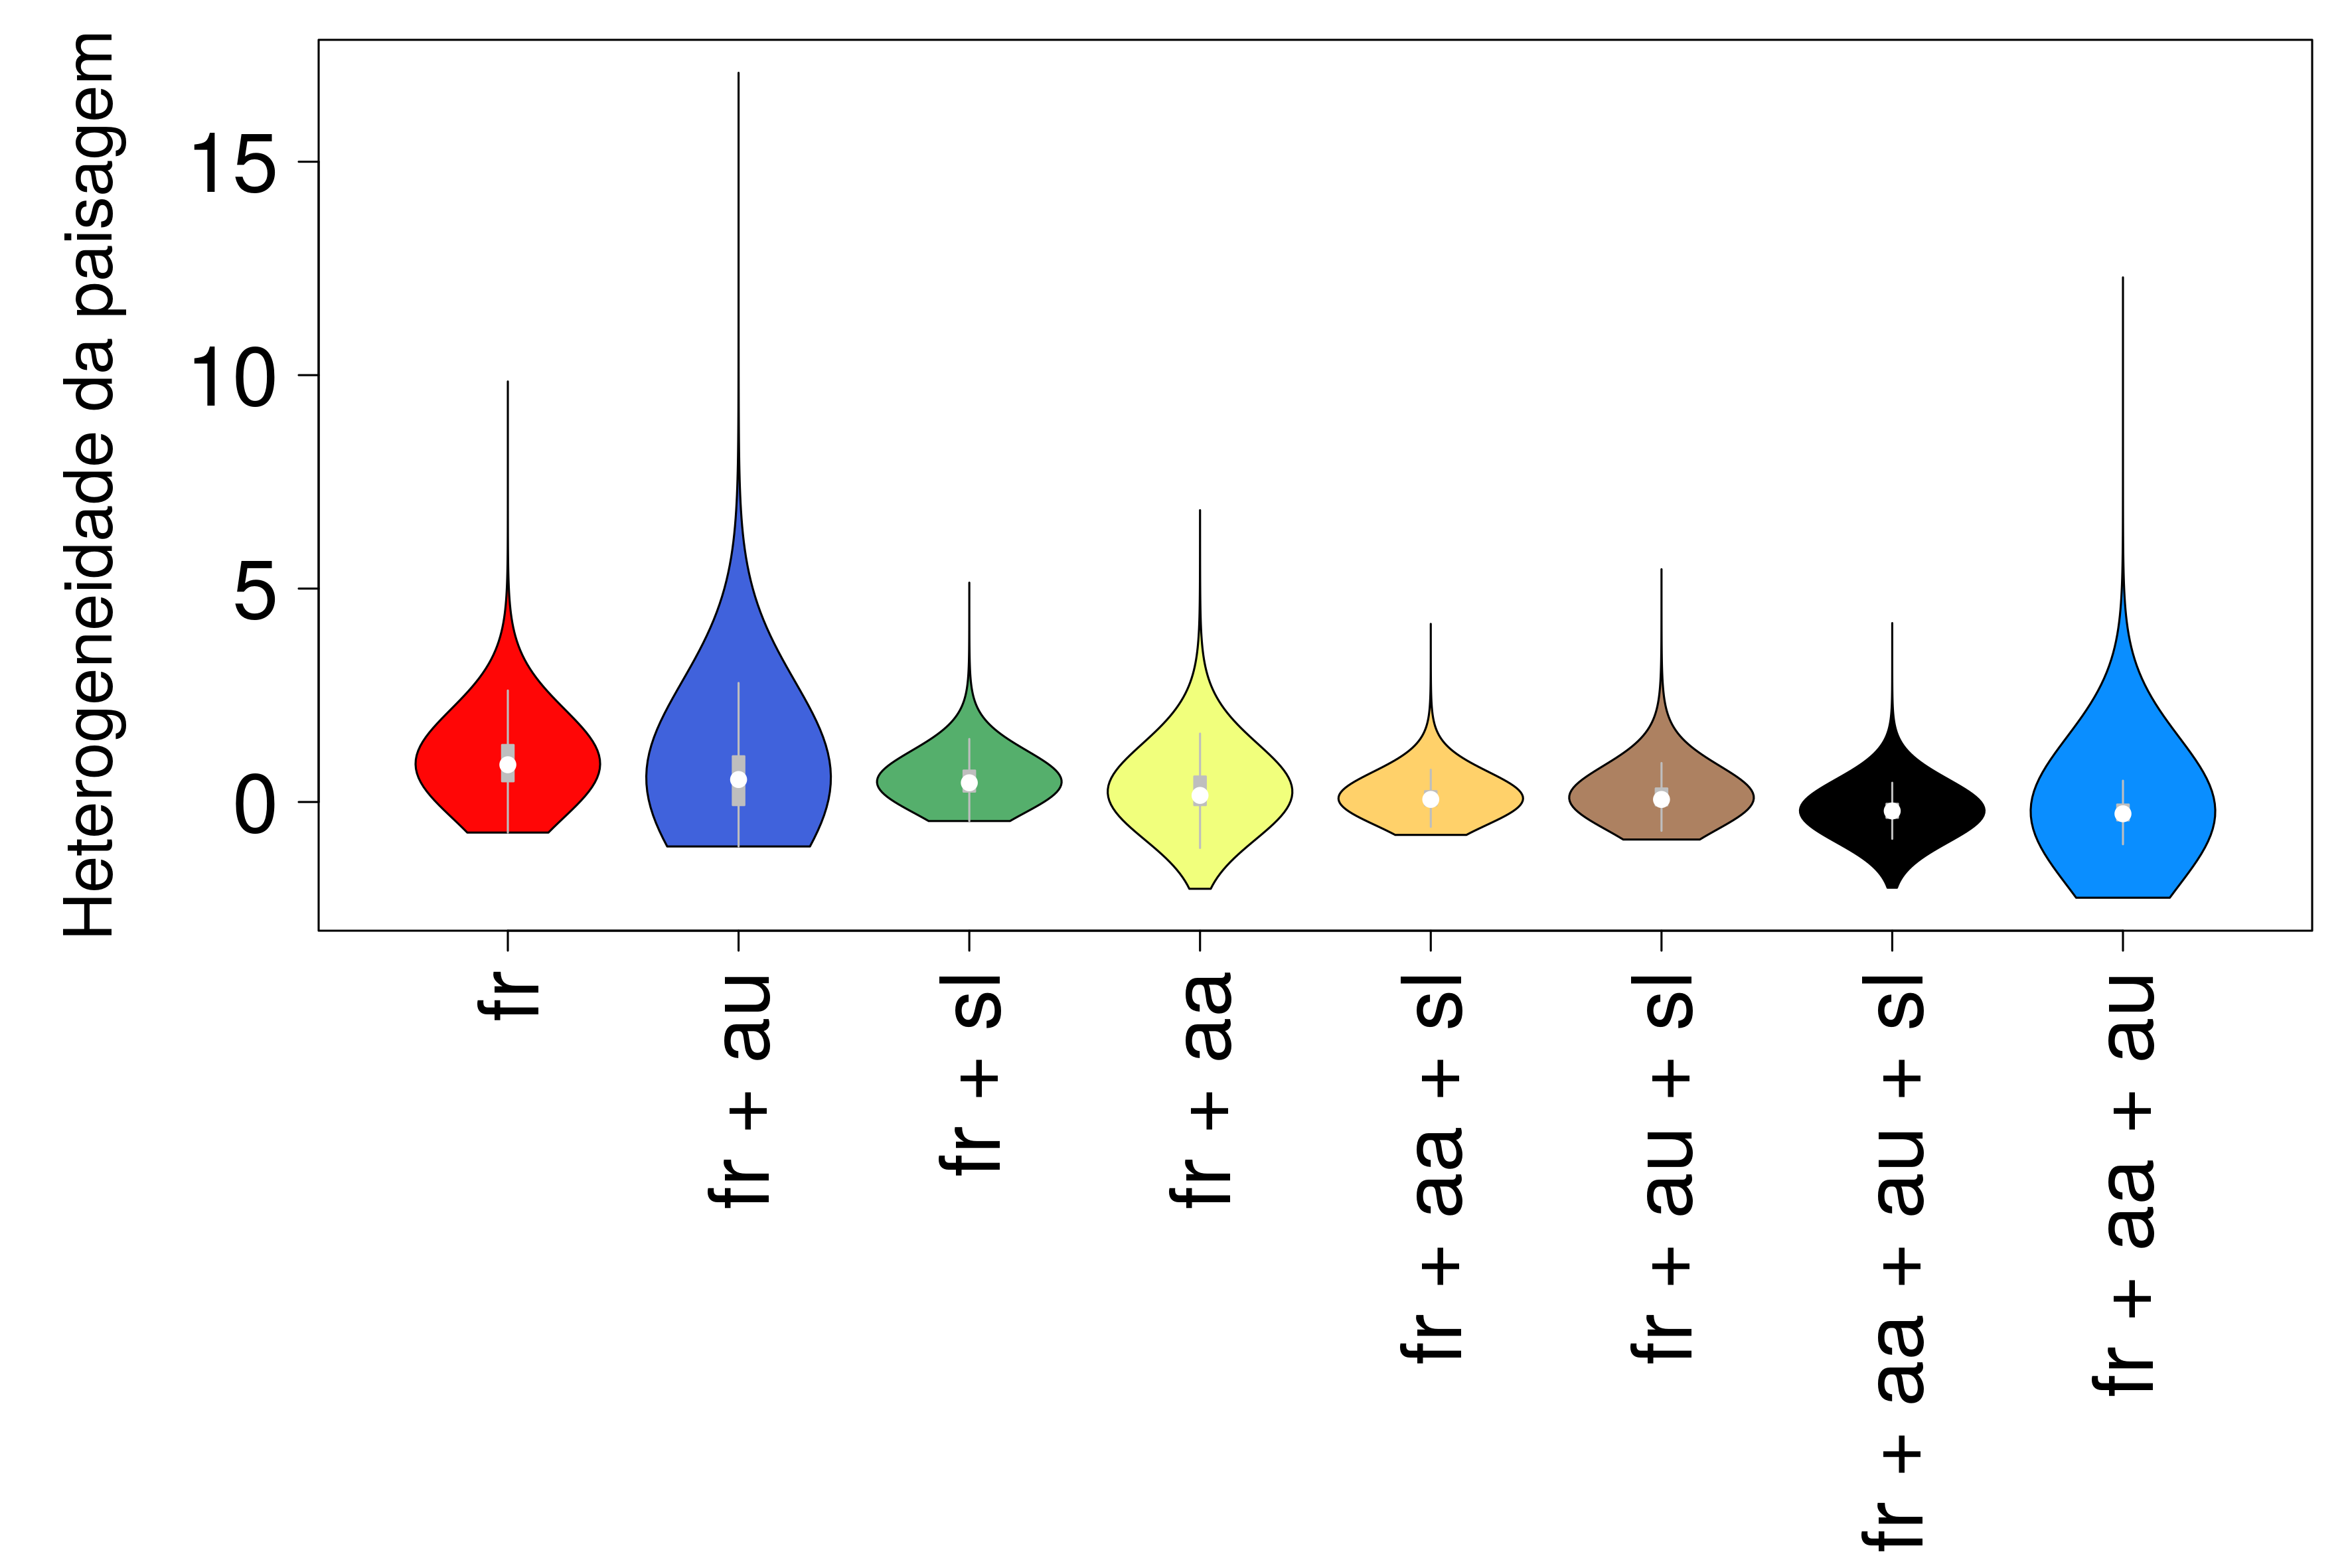 Heterogeneidade da paisagem
15
10
5
0
fr
fr + au
fr + sl
fr + aa
fr + aa + sl
fr + au + sl
fr + aa + au + sl
fr + aa + au